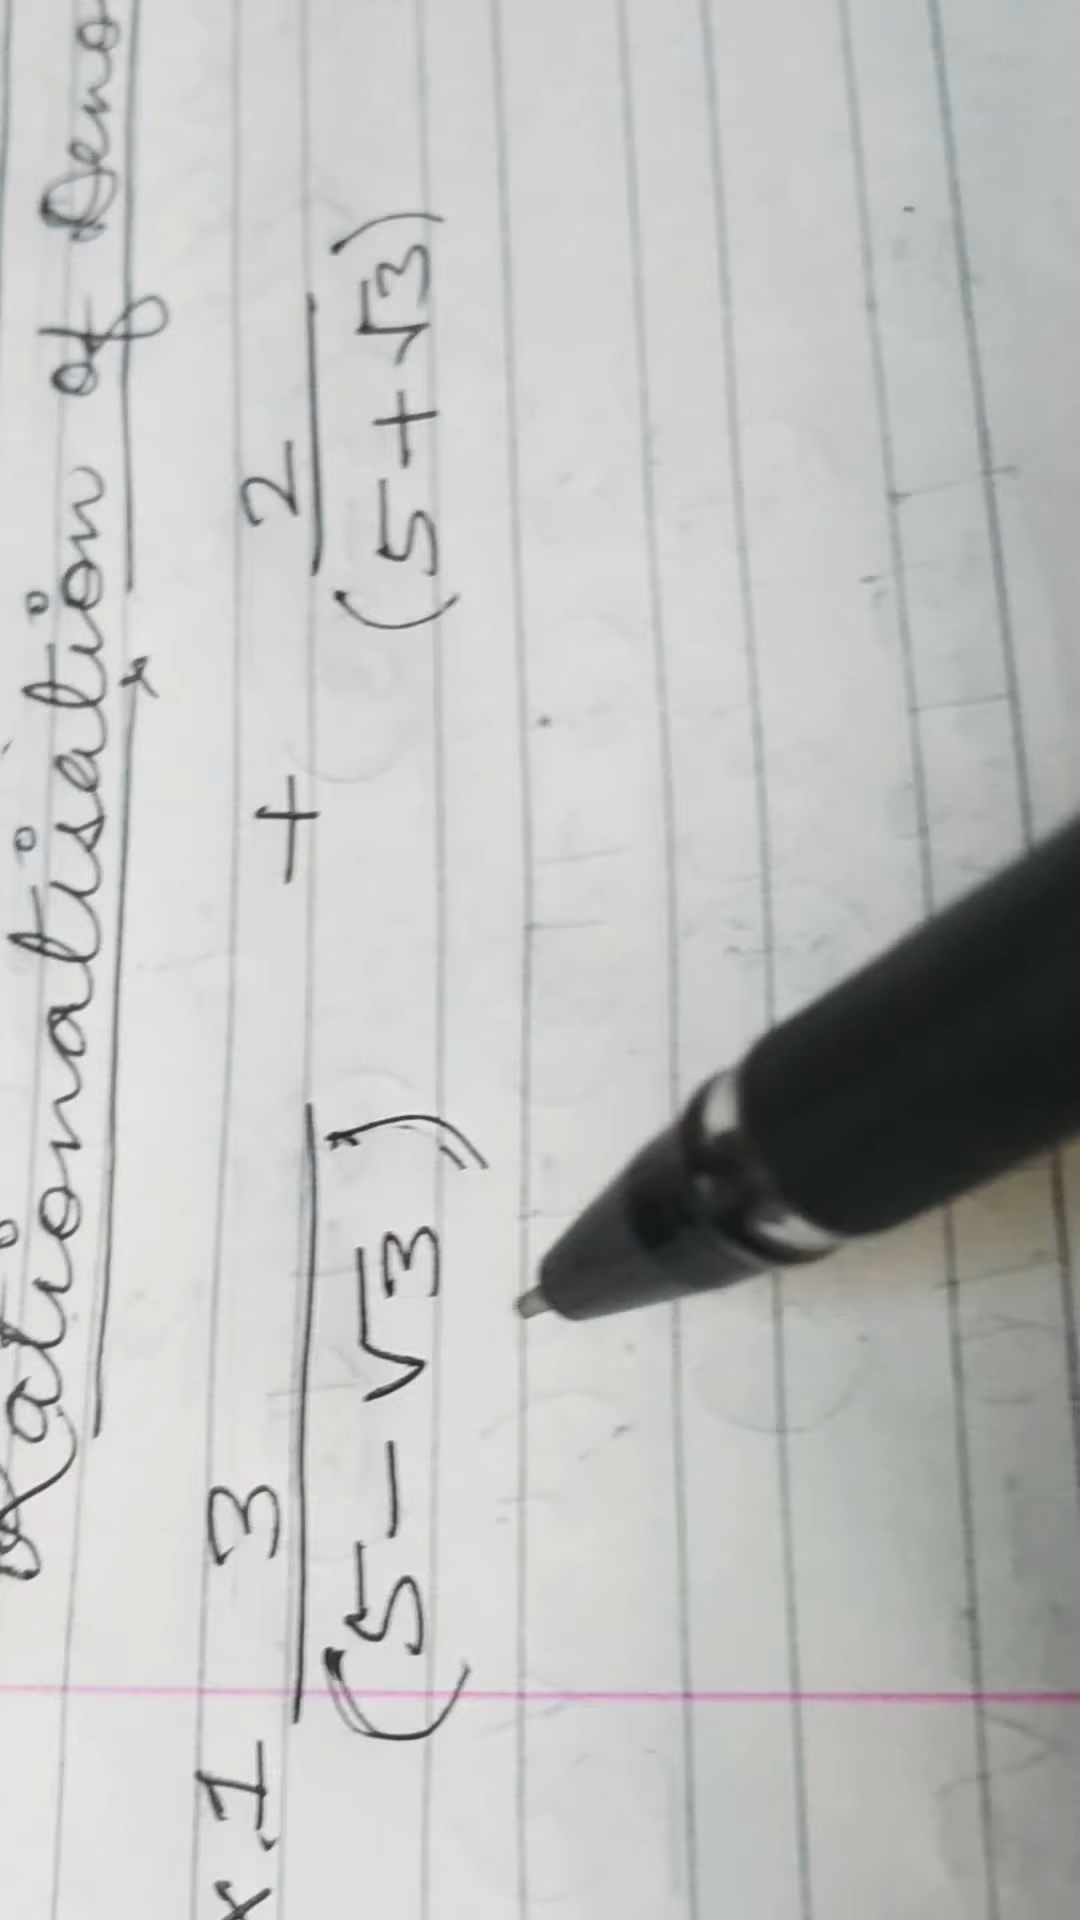 Rationalisation of Deno
x.1 3/(5-√3) + 2/(5+√3)